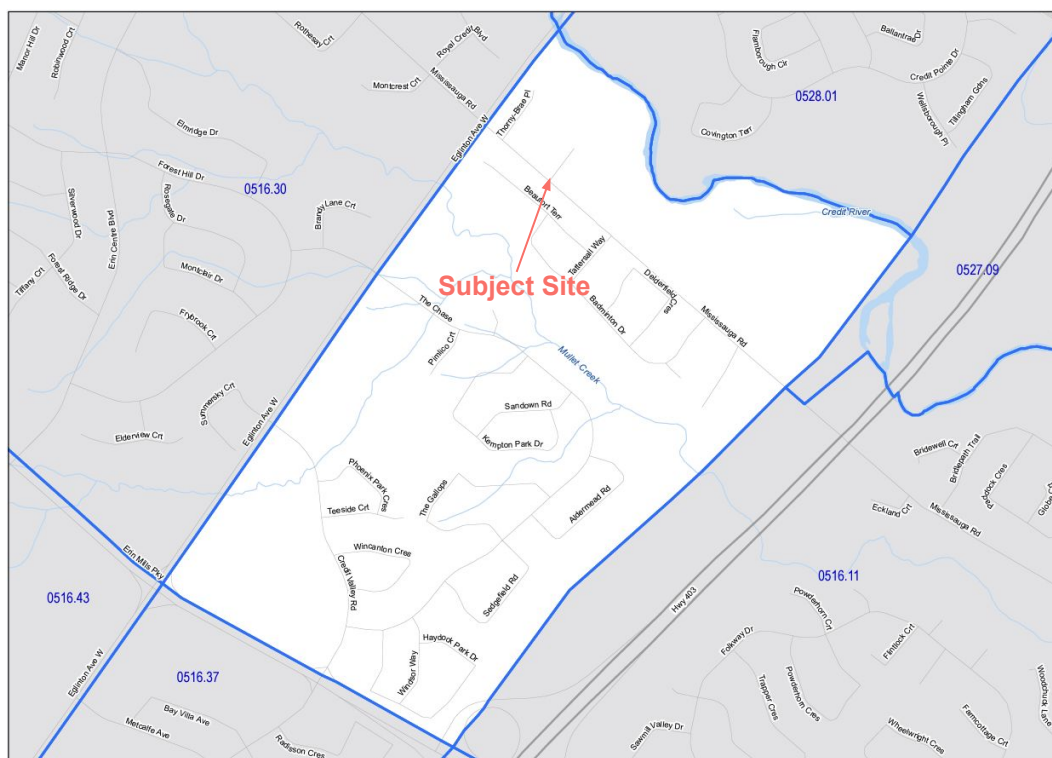 Manor Hill Dr
Robinwood Crt
Rothesay Crt
Royal Credit Blvd
Montcrest Crt
Mississauga Rd
Thorny-Brae Pl
Eglinton Ave W
Flamborough Cir
Ballantrae Dr
Credit Pointe Dr
Tillingham Gdns
Wellsborough Pl
0528.01
Covington Terr
Elmridge Dr
Forest Hill Dr
0516.30
Rosegate Dr
Silverwood Dr
Erin Centre Blvd
Brandy Lane Crt
Beaufort Terr
Credit River
Tattersall Way
Tiffany Crt
Forest Ridge Dr
Montclair Dr
Subject Site
0527.09
The Chase
Badminton Dr
Delderfield Cres
Mississauga Rd
Frybrook Crt
Pimlico Crt
Mullet Creek
Summersky Crt
Eglinton Ave W
Sandown Rd
Kempton Park Dr
Elderview Crt
Bridewell Crt
Bridlepath Trail
Paddock Cres
Phoenix Park Cres
The Gallops
Aldermead Rd
Teeside Crt
Eckland Crt
Mississauga Rd
Wincanton Cres
Erin Mills Pky
Credit Valley Rd
Sedgefield Rd
Hwy 403
0516.11
0516.43
Powderhorn Crt
Flintlock Crt
Folkway Dr
Haydock Park Dr
Windsor Way
0516.37
Eglinton Ave W
Trapper Cres
Powderhorn Cres
Woodchuck Lane
Farmcottage Crt
Bay Villa Ave
Metcalfe Ave
Radisson Cres
Sawmill Valley Dr
Wheelwright Cres